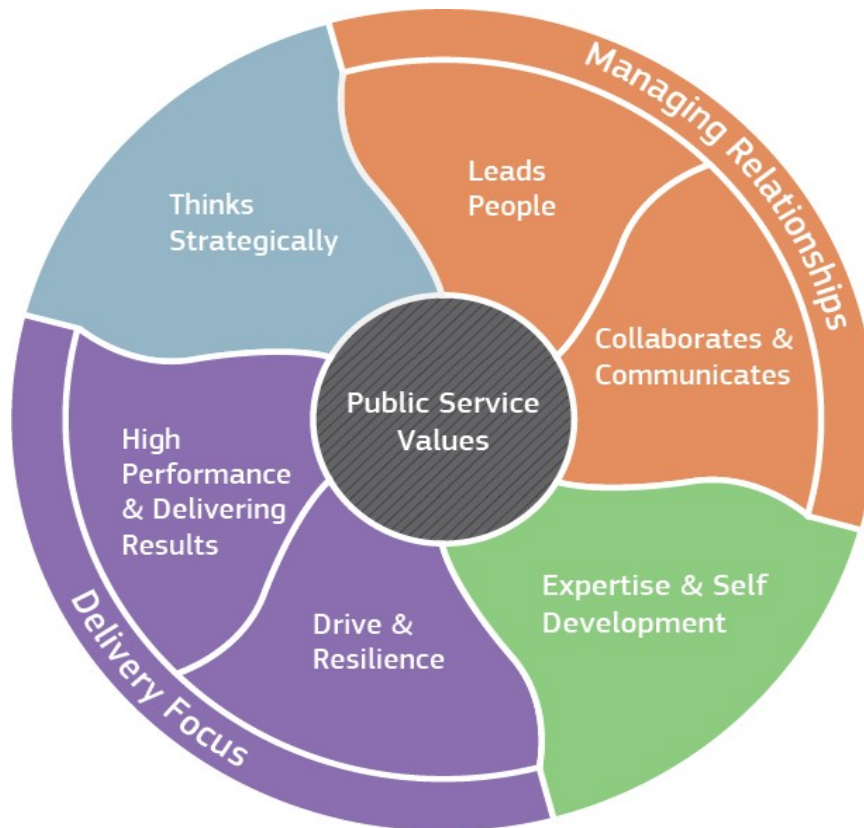 Managing Relationships
Leads
People
Thinks
Strategically
Collaborates &
Communicates
Public Service
Values
High
Performance
& Delivering
Results
Expertise & Self
Development
Drive &
Resilience
Delivery Focus